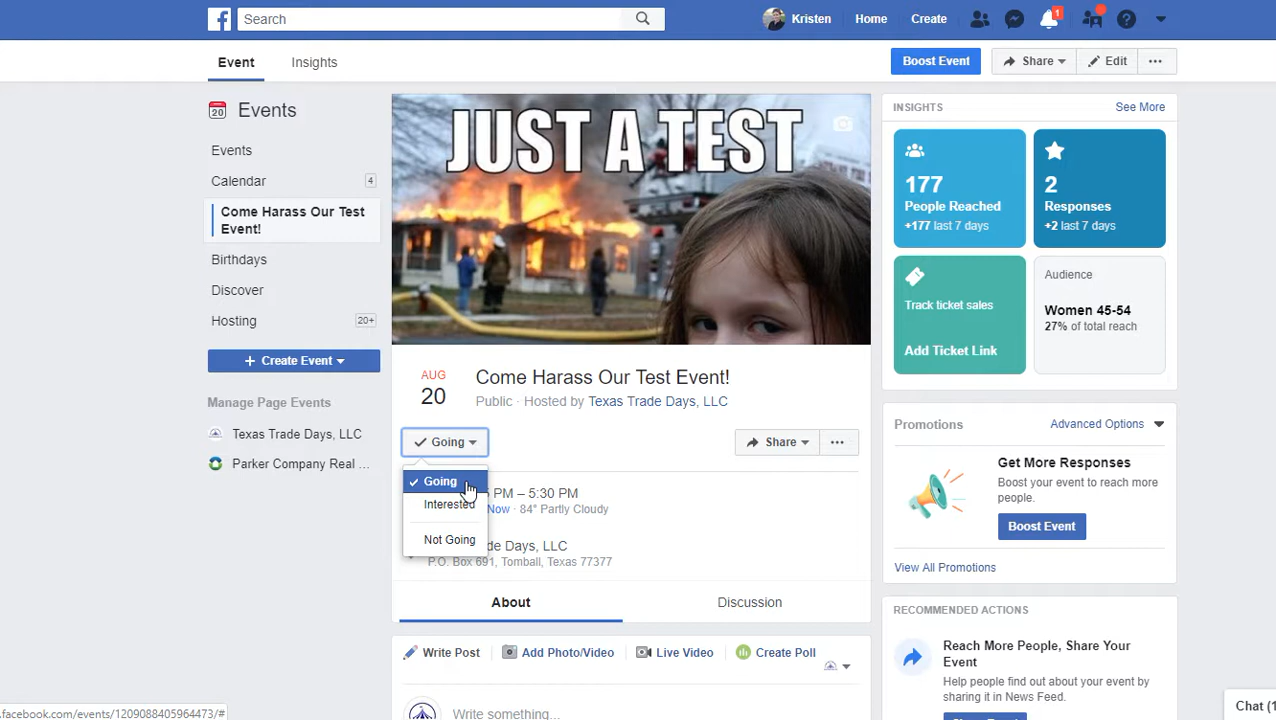 Search
Kristen
Home
Create
1
Event
Insights
Boost Event
Share
Edit
20
Events
Events
Calendar
4
Come Harass Our Test
Event!
Birthdays
Discover
Hosting
20+
+ Create Event
Manage Page Events
Texas Trade Days, LLC
Parker Company Real ...
JUST A TEST
AUG
20
Come Harass Our Test Event!
Public · Hosted by Texas Trade Days, LLC
Going
Share
Going
Interested
Not Going
PM – 5:30 PM
Now · 84° Partly Cloudy
de Days, LLC
P.O. Box 691, Tomball, Texas 77377
About
Discussion
Write Post
Add Photo/Video
Live Video
Create Poll
Write something...
INSIGHTS
See More
177
People Reached
+177 last 7 days
2
Responses
+2 last 7 days
Track ticket sales
Add Ticket Link
Audience
Women 45-54
27% of total reach
Promotions
Advanced Options
Get More Responses
Boost your event to reach more
people.
Boost Event
View All Promotions
RECOMMENDED ACTIONS
Reach More People, Share Your
Event
Help people find out about your event by
sharing it in News Feed.
Chat (1
.facebook.com/events/1209088405964473/#